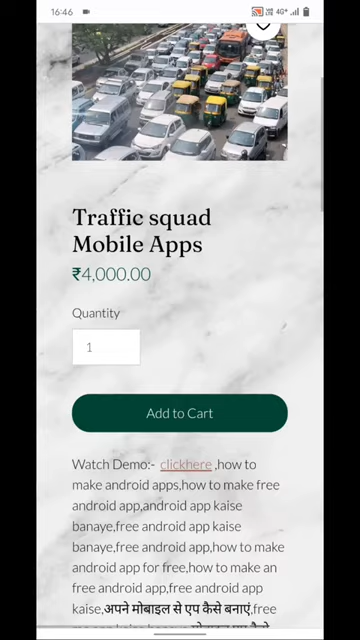 16:46
4G+
Traffic squad
Mobile Apps
₹4,000.00
Quantity
1
Add to Cart
Watch Demo:- clickhere ,how to
make android apps,how to make free
android app,android app kaise
banaye,free android app kaise
banaye,free android app,how to make
android app for free,how to make an
free android app,free android app
kaise,अपने मोबाइल से एप कैसे बनाएं,free